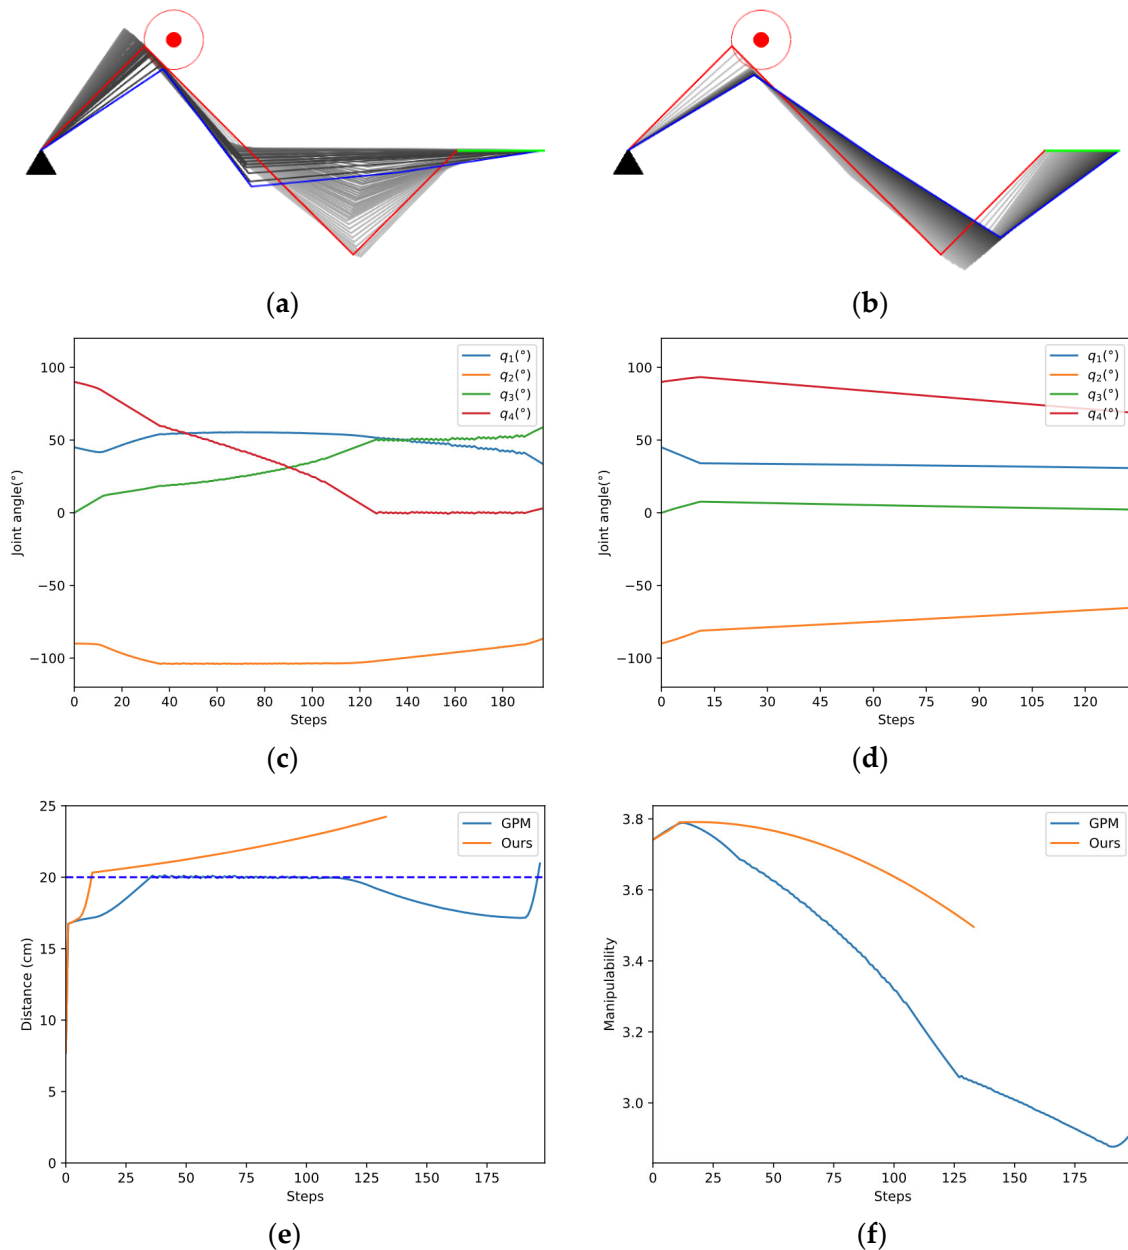 (a)
(b)
100
50
0
−50
−100
Joint angle(°)
q1(°)
q2(°)
q3(°)
q4(°)
0 20 40 60 80 100 120 140 160 180
Steps
(c)
100
50
0
−50
−100
Joint angle(°)
q1(°)
q2(°)
q3(°)
q4(°)
0 15 30 45 60 75 90 105 120
Steps
(d)
25
20
15
10
5
0
Distance (cm)
GPM
Ours
0 25 50 75 100 125 150 175
Steps
(e)
3.8
3.6
3.4
3.2
3.0
Manipulability
GPM
Ours
0 25 50 75 100 125 150 175
Steps
(f)